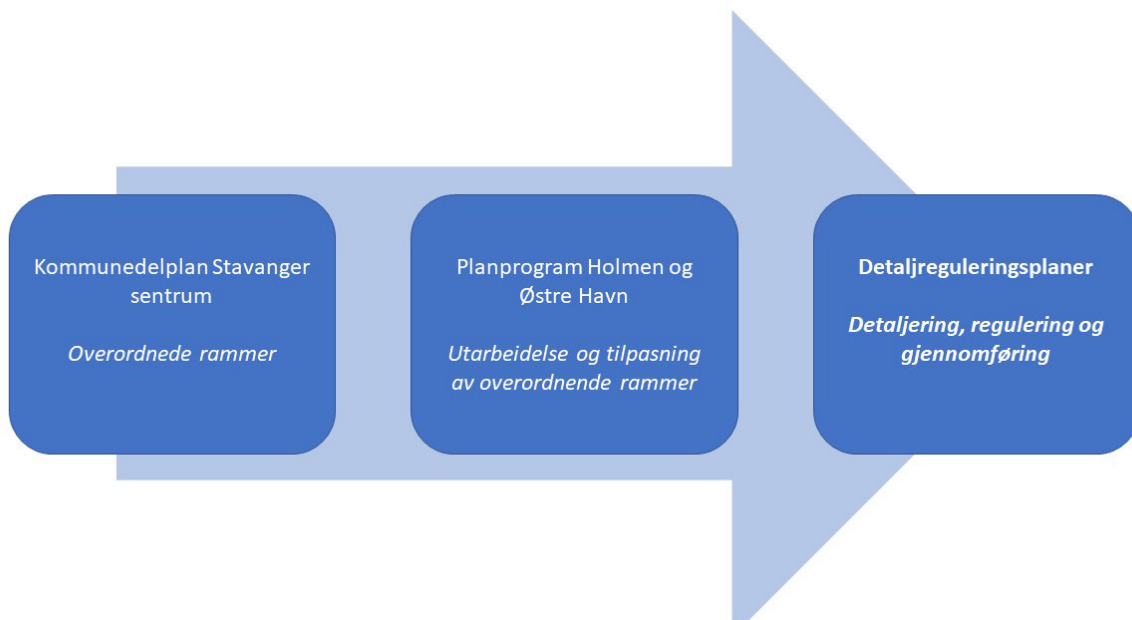 Kommunedelplan Stavanger
sentrum
Overordnede rammer
Planprogram Holmen og
Østre Havn
Utarbeidelse og tilpasning
av overordnende rammer
Detaljreguleringsplaner
Detaljering, regulering og
gjennomføring